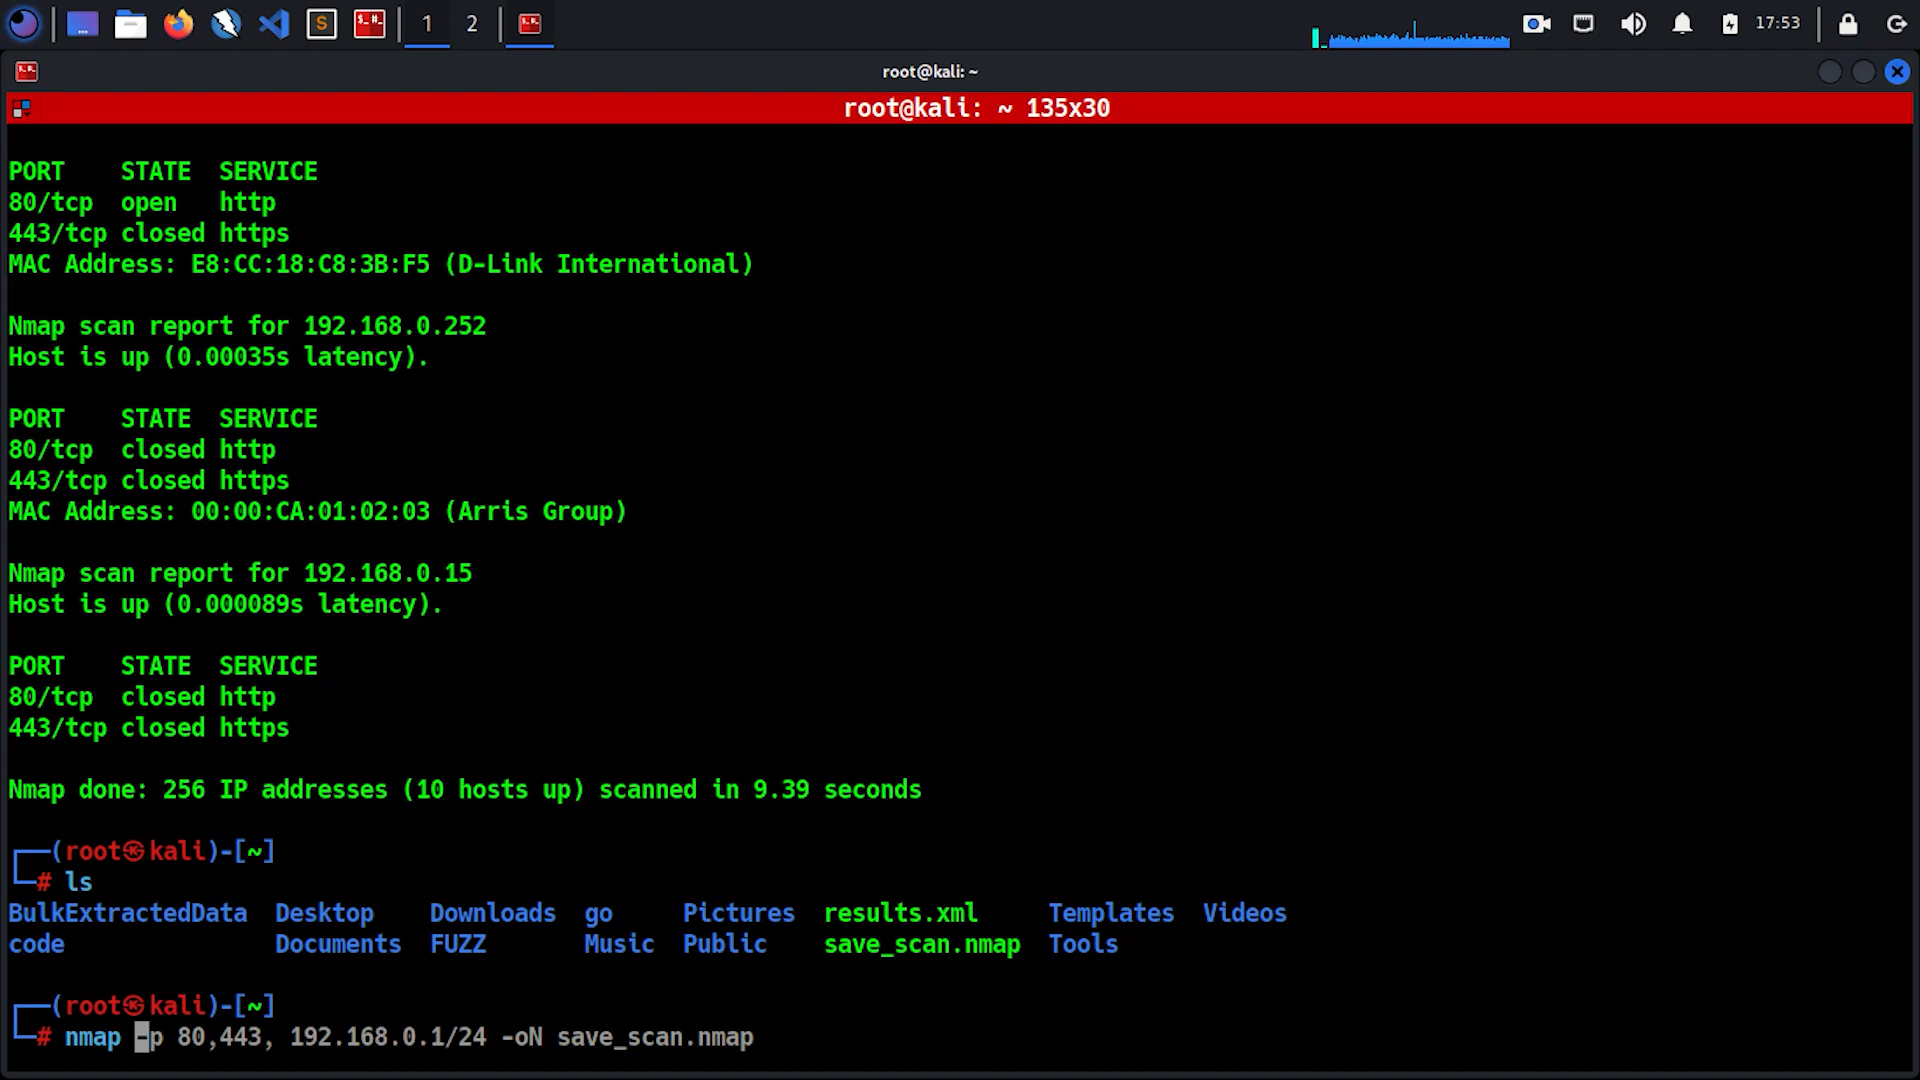 1 2 17:53
root@kali: ~
root@kali: ~ 135x30
PORT    STATE  SERVICE
80/tcp  open   http
443/tcp closed https
MAC Address: E8:CC:18:C8:3B:F5 (D-Link International)
Nmap scan report for 192.168.0.252
Host is up (0.00035s latency).
PORT    STATE  SERVICE
80/tcp  closed http
443/tcp closed https
MAC Address: 00:00:CA:01:02:03 (Arris Group)
Nmap scan report for 192.168.0.15
Host is up (0.000089s latency).
PORT    STATE  SERVICE
80/tcp  closed http
443/tcp closed https
Nmap done: 256 IP addresses (10 hosts up) scanned in 9.39 seconds
┌──(root㉿kali)-[~]
└─# ls
BulkExtractedData  Desktop    Downloads  go     Pictures  results.xml     Templates  Videos
code               Documents  FUZZ       Music  Public    save_scan.nmap  Tools
┌──(root㉿kali)-[~]
└─# nmap -p 80,443, 192.168.0.1/24 -oN save_scan.nmap